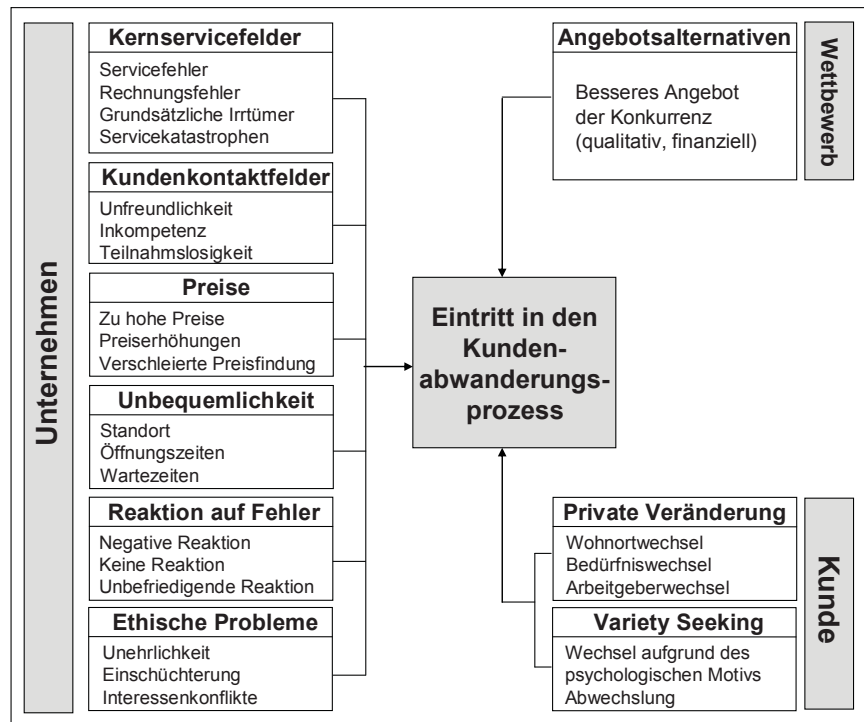 Unternehmen
Kernservicefelder
Servicefehler
Rechnungsfehler
Grundsätzliche Irrtümer
Servicekatastrophen
Kundenkontaktfelder
Unfreundlichkeit
Inkompetenz
Teilnahmslosigkeit
Preise
Zu hohe Preise
Preiserhöhungen
Verschleierte Preisfindung
Unbequemlichkeit
Standort
Öffnungszeiten
Wartezeiten
Reaktion auf Fehler
Negative Reaktion
Keine Reaktion
Unbefriedigende Reaktion
Ethische Probleme
Unehrlichkeit
Einschüchterung
Interessenkonflikte
Eintritt in den
Kunden-
abwanderungs-
prozess
Angebotsalternativen
Besseres Angebot
der Konkurrenz
(qualitativ, finanziell)
Wettbewerb
Private Veränderung
Wohnortwechsel
Bedürfniswechsel
Arbeitgeberwechsel
Variety Seeking
Wechsel aufgrund des
psychologischen Motivs
Abwechslung
Kunde